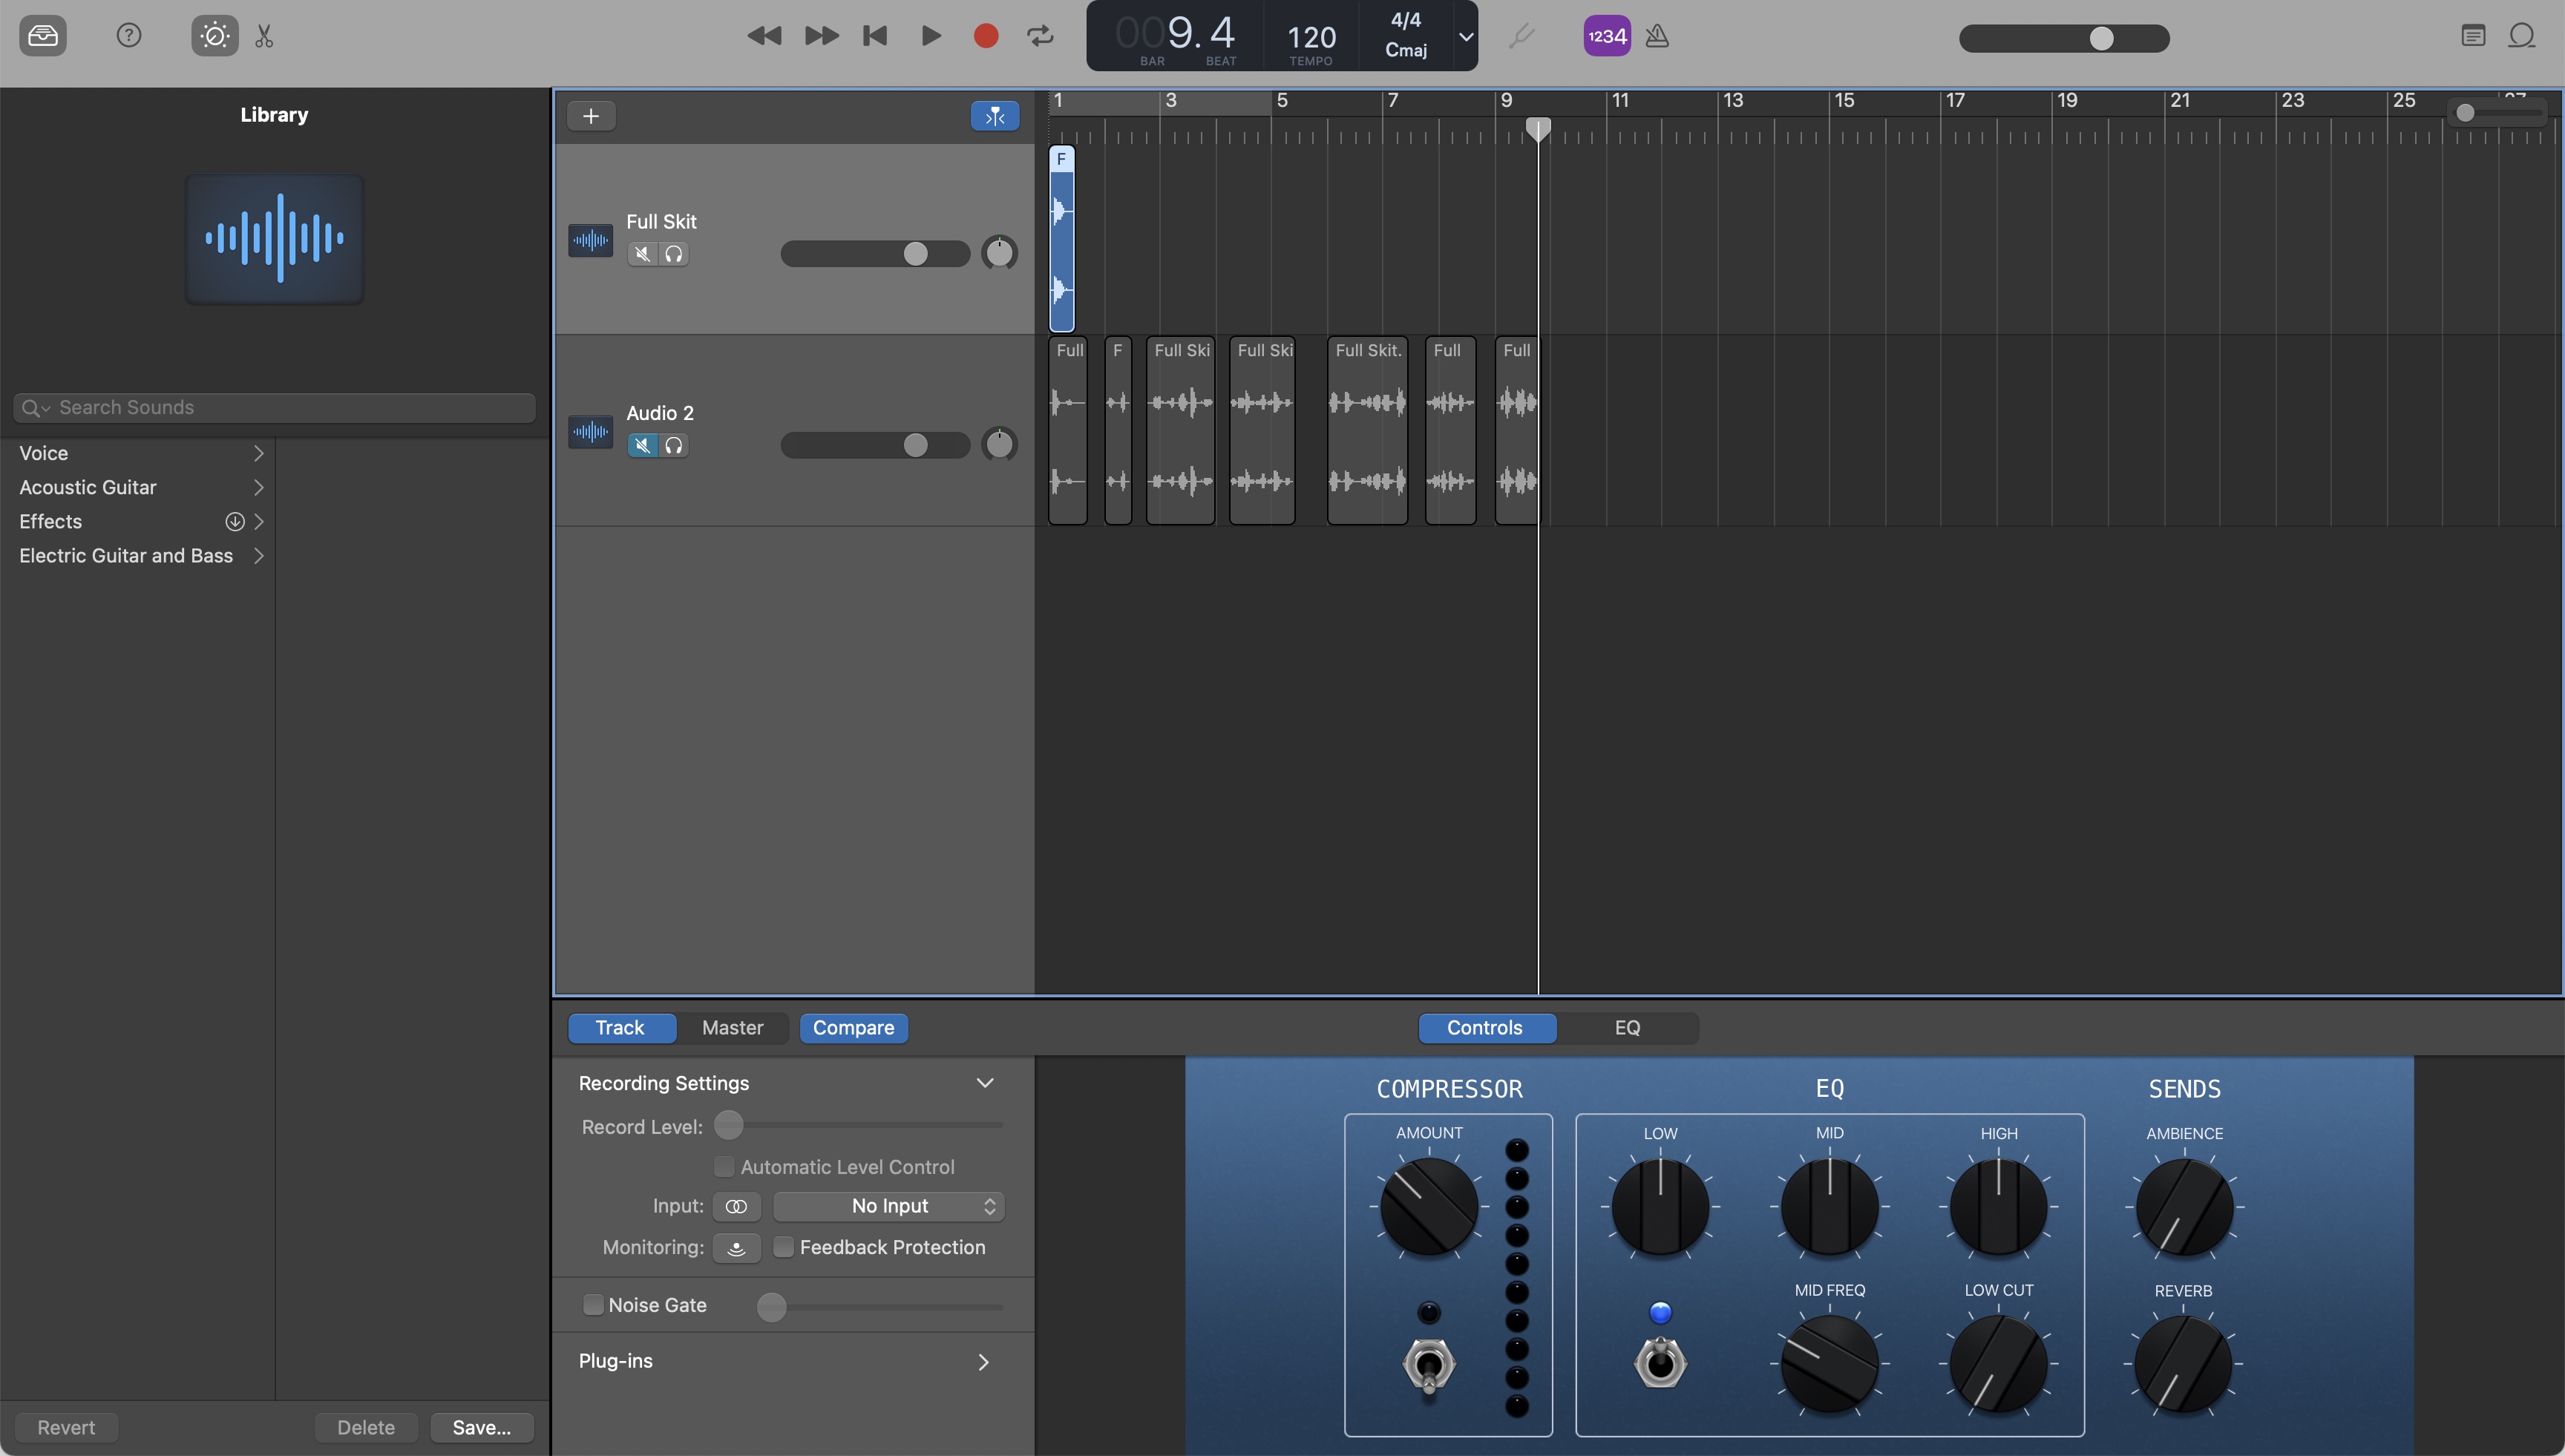 009.4
BAR BEAT
120
TEMPO
4/4
Cmaj
1234
Library
1 3 5 7 9 11 13 15 17 19 21 23 25
F
Full Skit
Search Sounds
Voice
Acoustic Guitar
Effects
Electric Guitar and Bass
Audio 2
Full F Full Ski Full Ski Full Skit. Full Full
Track Master Compare
Controls EQ
Recording Settings
Record Level:
Automatic Level Control
Input: No Input
Monitoring: Feedback Protection
Noise Gate
Plug-ins
COMPRESSOR EQ SENDS
AMOUNT LOW MID HIGH AMBIENCE
MID FREQ LOW CUT REVERB
Revert Delete Save...